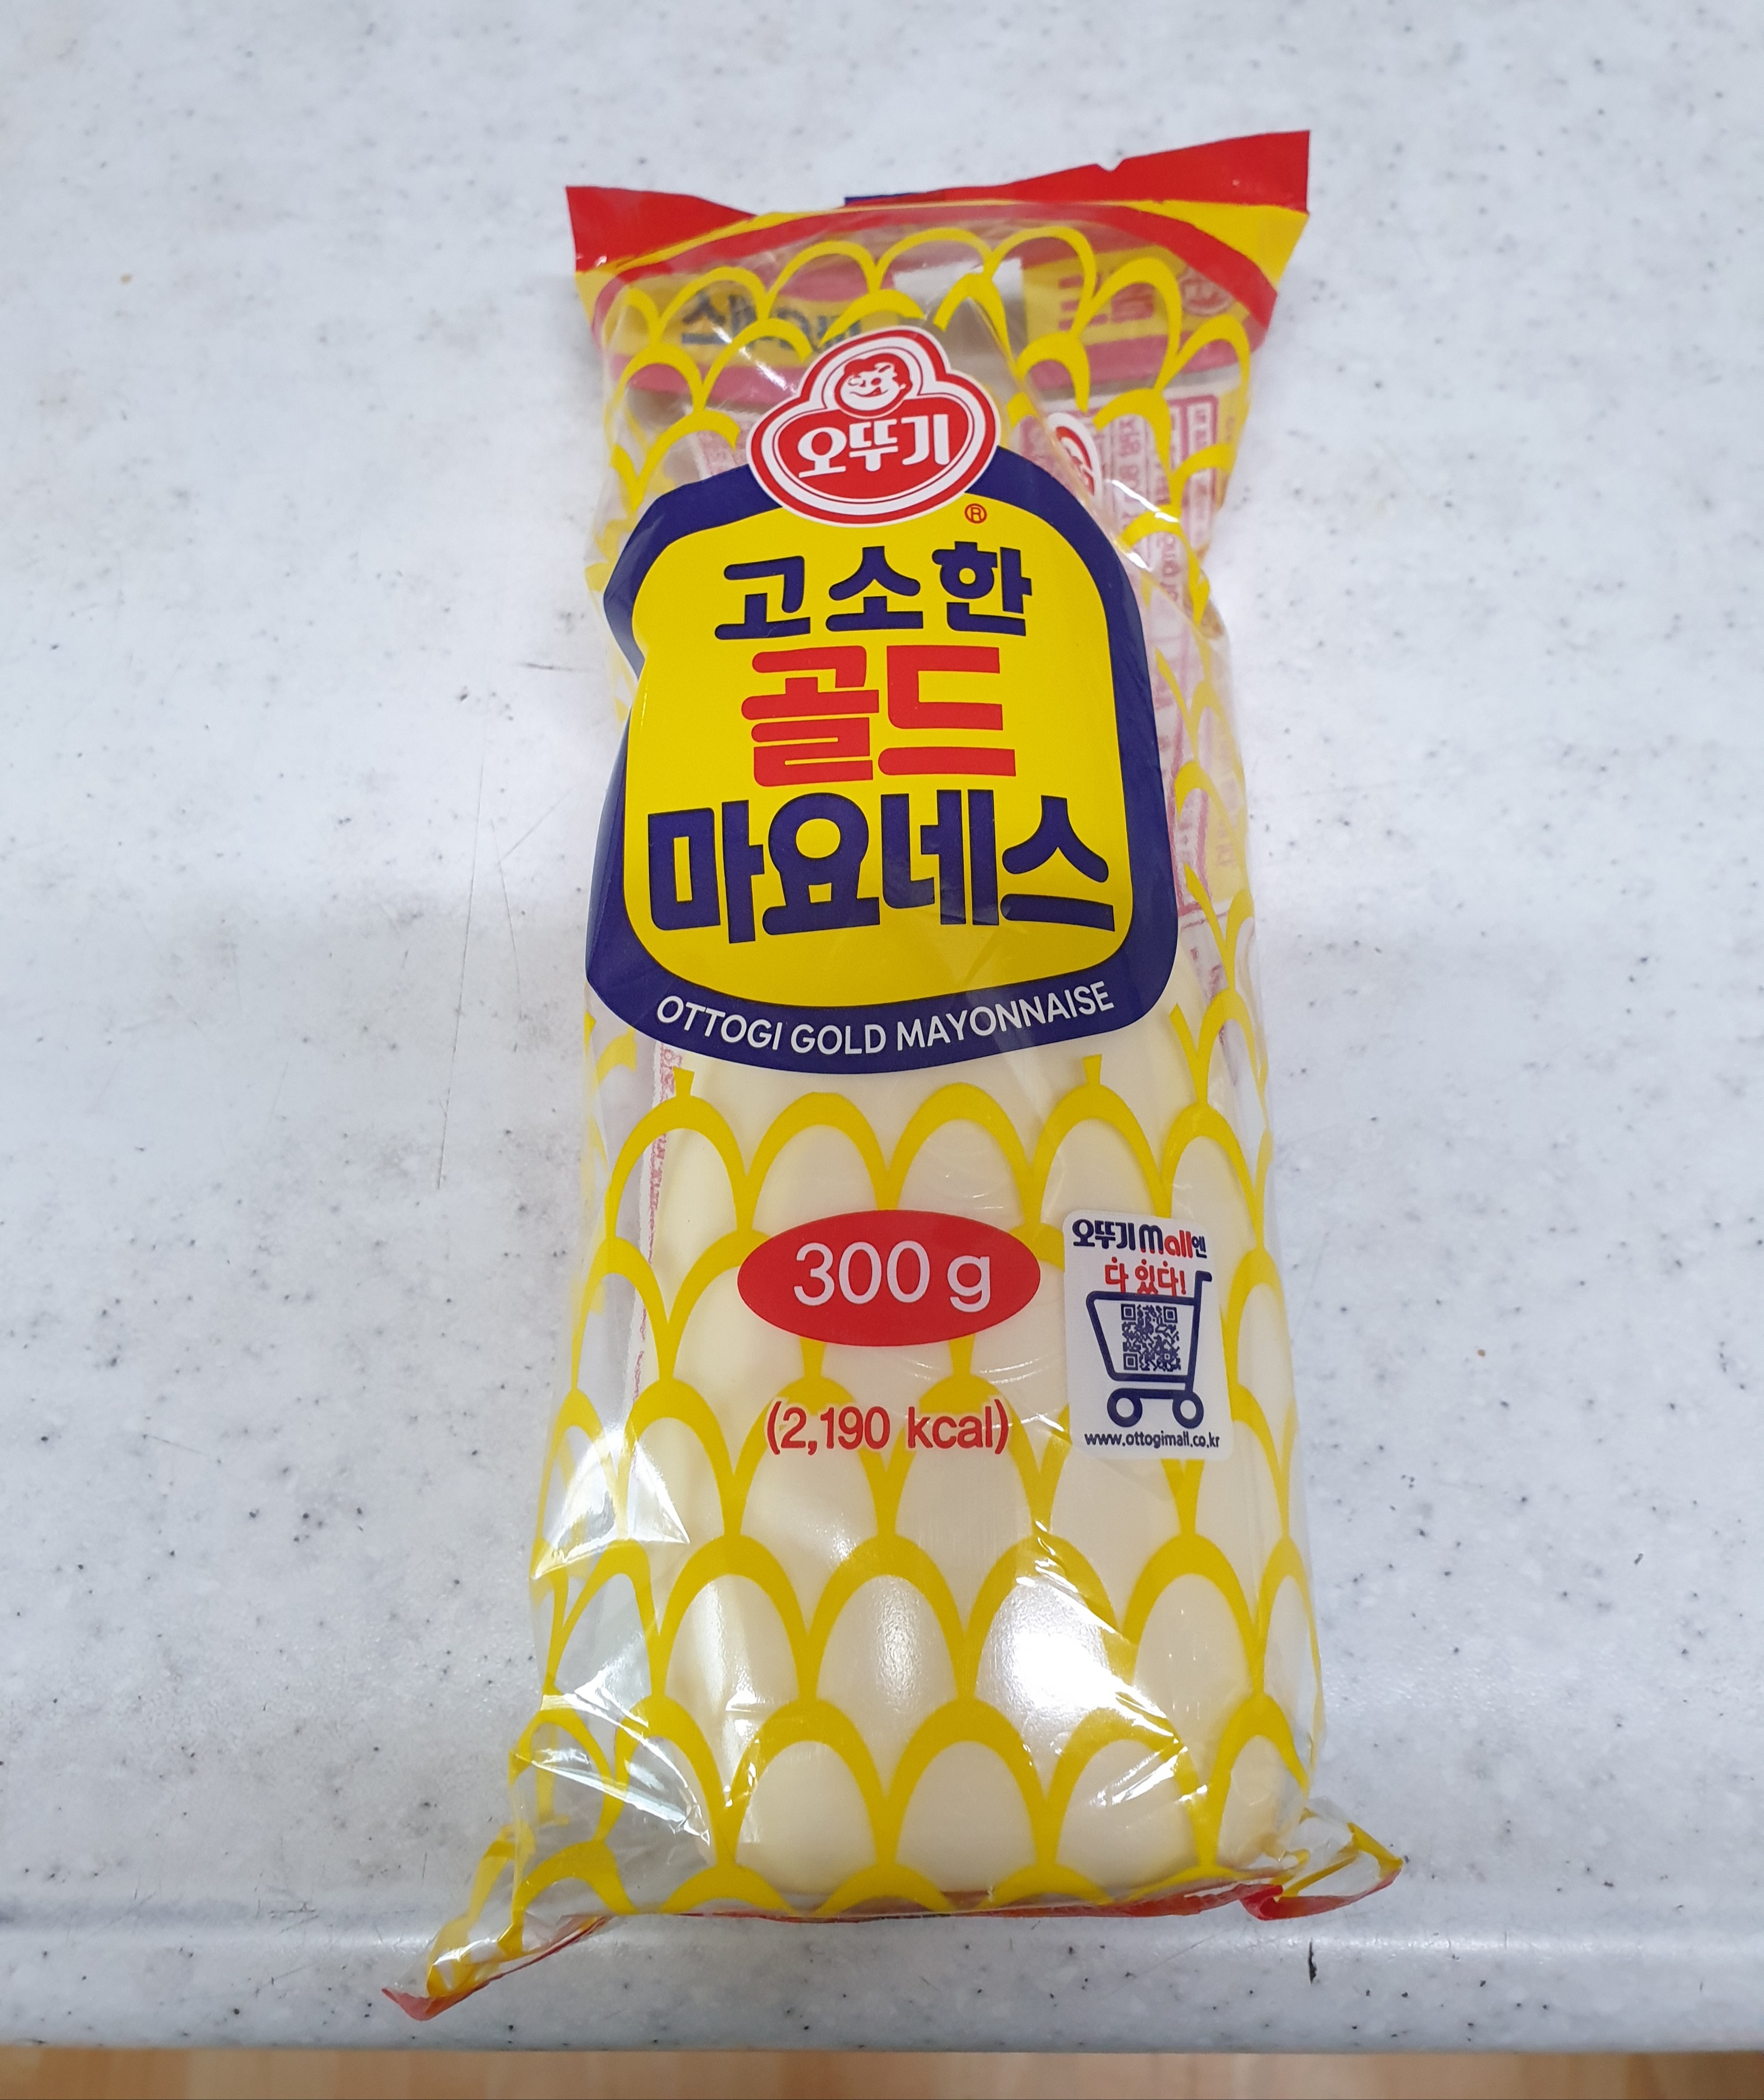 오뚜기
®
고소한
골드
마요네스
OTTOGI GOLD MAYONNAISE
300 g
(2,190 kcal)
오뚜기mall엔
다 있다!
www.ottogimall.co.kr